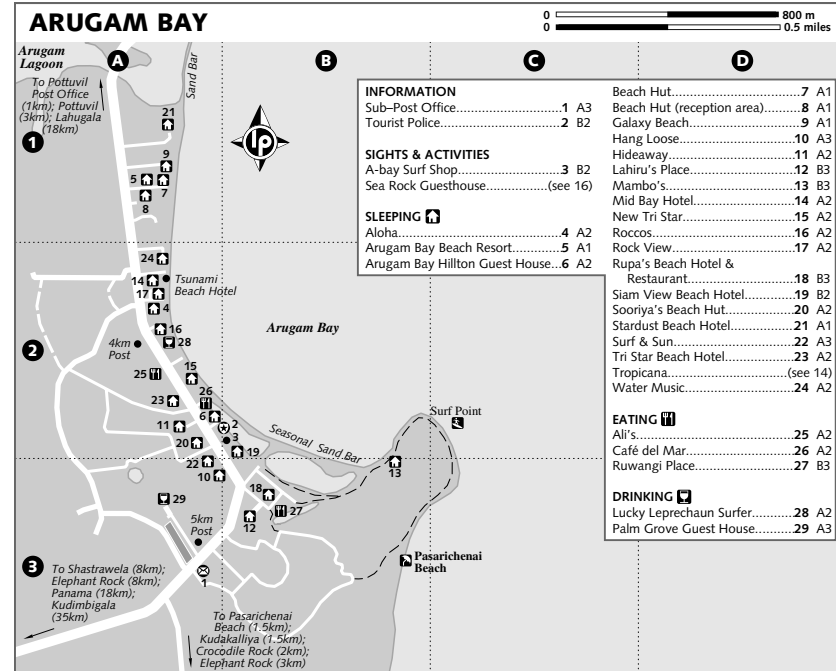 ARUGAM BAY
0 800 m
0 0.5 miles
A
B
C
D
1
2
3
Arugam
Lagoon
To Pottuvil
Post Office
(1km); Pottuvil
(3km); Lahugala
(18km)
Sand Bar
21
9
5
7
8
lp
24
14
17
4
Tsunami
Beach Hotel
16
28
4km
Post
15
25
26
23
6
2
11
3
20
19
22
10
Arugam Bay
Seasonal Sand Bar
Surf Point
13
18
27
12
29
5km
Post
1
Pasarichenai
Beach
To Shastrawela (8km);
Elephant Rock (8km);
Panama (18km);
Kudimbigala
(35km)
To Pasarichenai
Beach (1.5km);
Kudakalliya (1.5km);
Crocodile Rock (2km);
Elephant Rock (3km)
INFORMATION
Sub–Post Office....................1 A3
Tourist Police......................2 B2
SIGHTS & ACTIVITIES
A-bay Surf Shop....................3 B2
Sea Rock Guesthouse...............(see 16)
SLEEPING
Aloha..............................4 A2
Arugam Bay Beach Resort............5 A1
Arugam Bay Hillton Guest House...6 A2
Beach Hut..........................7 A1
Beach Hut (reception area).........8 A1
Galaxy Beach.......................9 A1
Hang Loose........................10 A3
Hideaway..........................11 A2
Lahiru's Place....................12 B3
Mambo's...........................13 B3
Mid Bay Hotel.....................14 A2
New Tri Star......................15 A2
Roccos............................16 A2
Rock View.........................17 A2
Rupa's Beach Hotel &
Restaurant........................18 B3
Siam View Beach Hotel.............19 B2
Sooriya's Beach Hut...............20 A2
Stardust Beach Hotel..............21 A1
Surf & Sun........................22 A3
Tri Star Beach Hotel..............23 A2
Tropicana.........................(see 14)
Water Music.......................24 A2
EATING
Ali's.............................25 A2
Café del Mar......................26 A2
Ruwangi Place.....................27 B3
DRINKING
Lucky Leprechaun Surfer...........28 A2
Palm Grove Guest House............29 A3